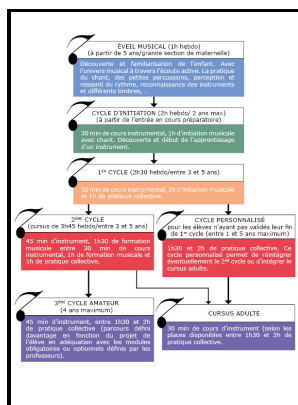 ÉVEIL MUSICAL (1h hebdo)
(à partir de 5 ans/grande section de maternelle)
Découverte et familiarisation de l'enfant. Avec
l'univers musical à travers l'écoute active. La pratique
du chant, des petites percussions, perception et
ressenti du rythme, reconnaissance des instruments
et différents timbres, ...
CYCLE D'INITIATION (2h hebdo/ 2 ans max)
(à partir de l'entrée en cours préparatoire)
30 min de cours instrumental, 1h d'initiation musicale
avec chant. Découverte et début de l'apprentissage
d'un instrument.
1er CYCLE (2h30 hebdo/entre 3 et 5 ans)
30 min de cours instrumental, 1h d'initiation musicale
et 1h de pratique collective.
2ÈME CYCLE
(cursus de 3h45 hebdo/entre 3 et 5 ans)
45 min d'instrument, 1h30 de formation
musicale entre 30 min de cours
instrumental, 1h de formation musicale et
1h de pratique collective.
CYCLE PERSONNALISÉ
pour les élèves n'ayant pas validés leur fin
de 1er cycle (entre 1 et 5 ans maximum)
1h30 et 2h de pratique collective. Ce
cycle personnalisé permet de réintégrer
éventuellement le 2nd cycle ou d'intégrer le
cursus adulte.
3ÈME CYCLE AMATEUR
(4 ans maximum)
45 min d'instrument, entre 1h30 et 2h
de pratique collective (parcours défini
davantage en fonction du projet de
l'élève en adéquation avec les modules
obligatoires ou optionnels définis par les
professeurs).
CURSUS ADULTE
30 min de cours d'instrument (selon les
places disponibles entre 1h30 et 2h de
pratique collective.